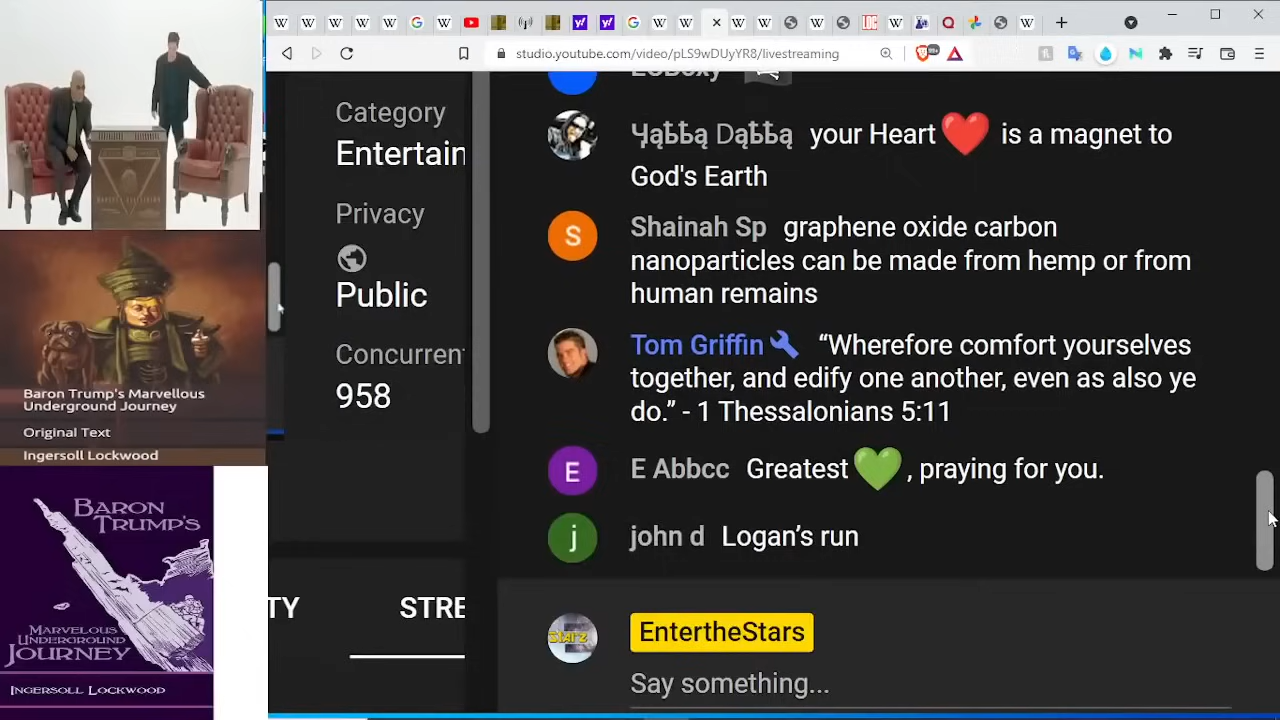 studio.youtube.com/video/pLS9wDUyYR8/livestreaming
Category
Entertain
Privacy
Public
Concurrent
958
TY
STRE
ყąɬɬą Dąɬɬą your Heart ❤️ is a magnet to
God's Earth
S
Shainah Sp graphene oxide carbon
nanoparticles can be made from hemp or from
human remains
Tom Griffin “Wherefore comfort yourselves
together, and edify one another, even as also ye
do.” - 1 Thessalonians 5:11
E
E Abbcc Greatest 💚 , praying for you.
j
john d Logan’s run
EntertheStars
Say something...
Baron Trump's Marvellous
Underground Journey
Original Text
Ingersoll Lockwood
BARON
TRUMP'S
MARVELOUS
UNDERGROUND
JOURNEY
INGERSOLL LOCKWOOD